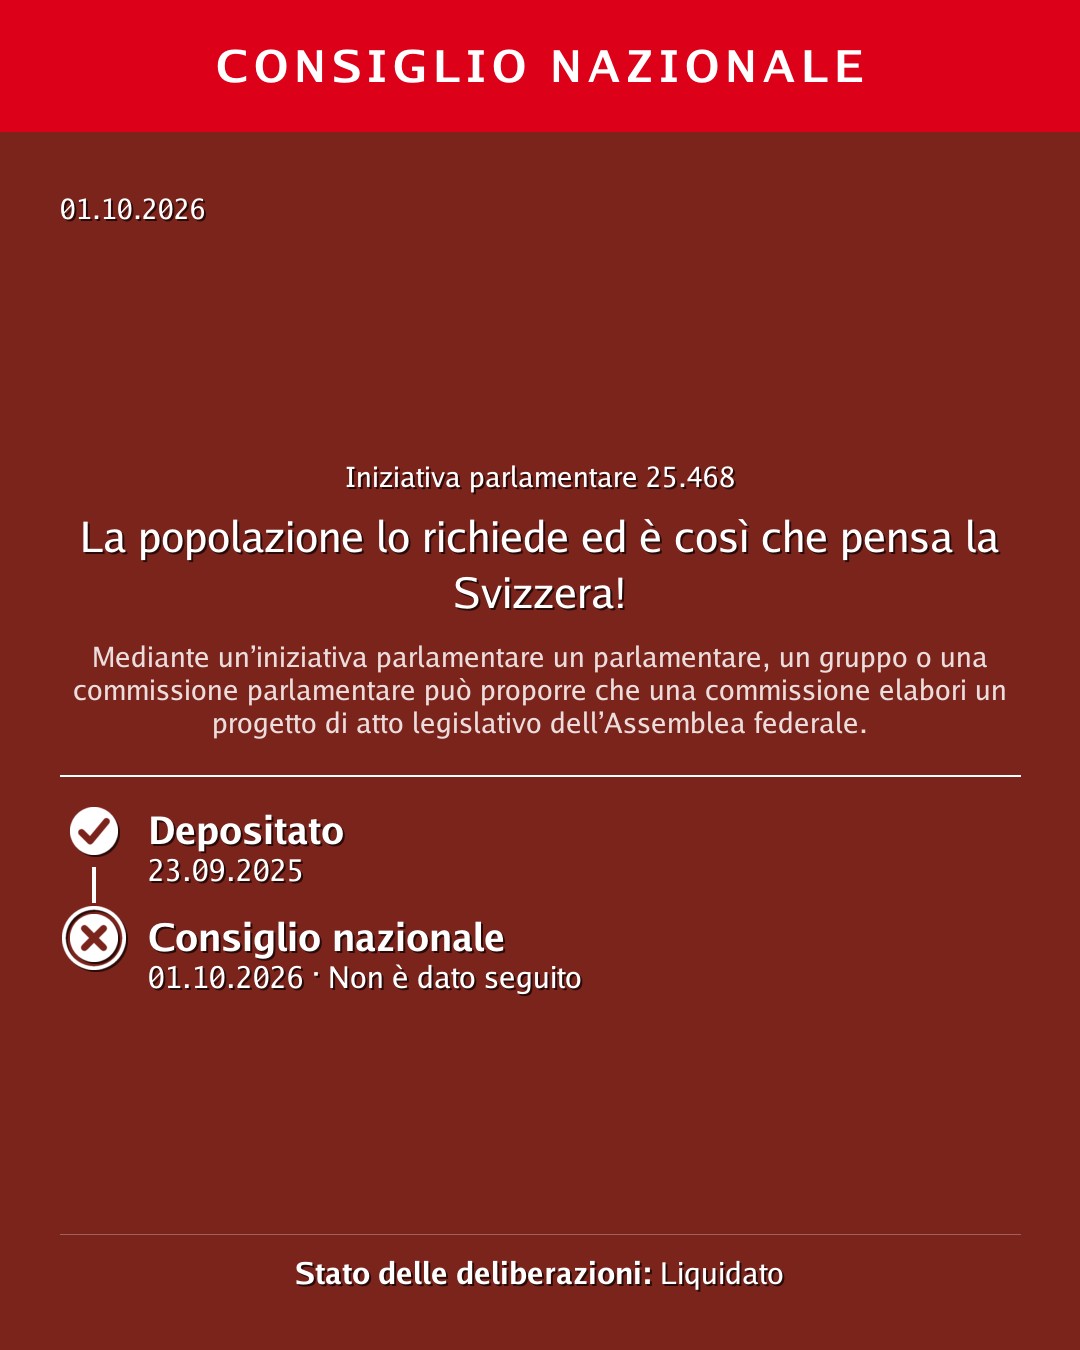 CONSIGLIO NAZIONALE
01.10.2026
Iniziativa parlamentare 25.468
La popolazione lo richiede ed è così che pensa la
Svizzera!
Mediante un’iniziativa parlamentare un parlamentare, un gruppo o una
commissione parlamentare può proporre che una commissione elabori un
progetto di atto legislativo dell’Assemblea federale.
Depositato
23.09.2025
Consiglio nazionale
01.10.2026 · Non è dato seguito
Stato delle deliberazioni: Liquidato